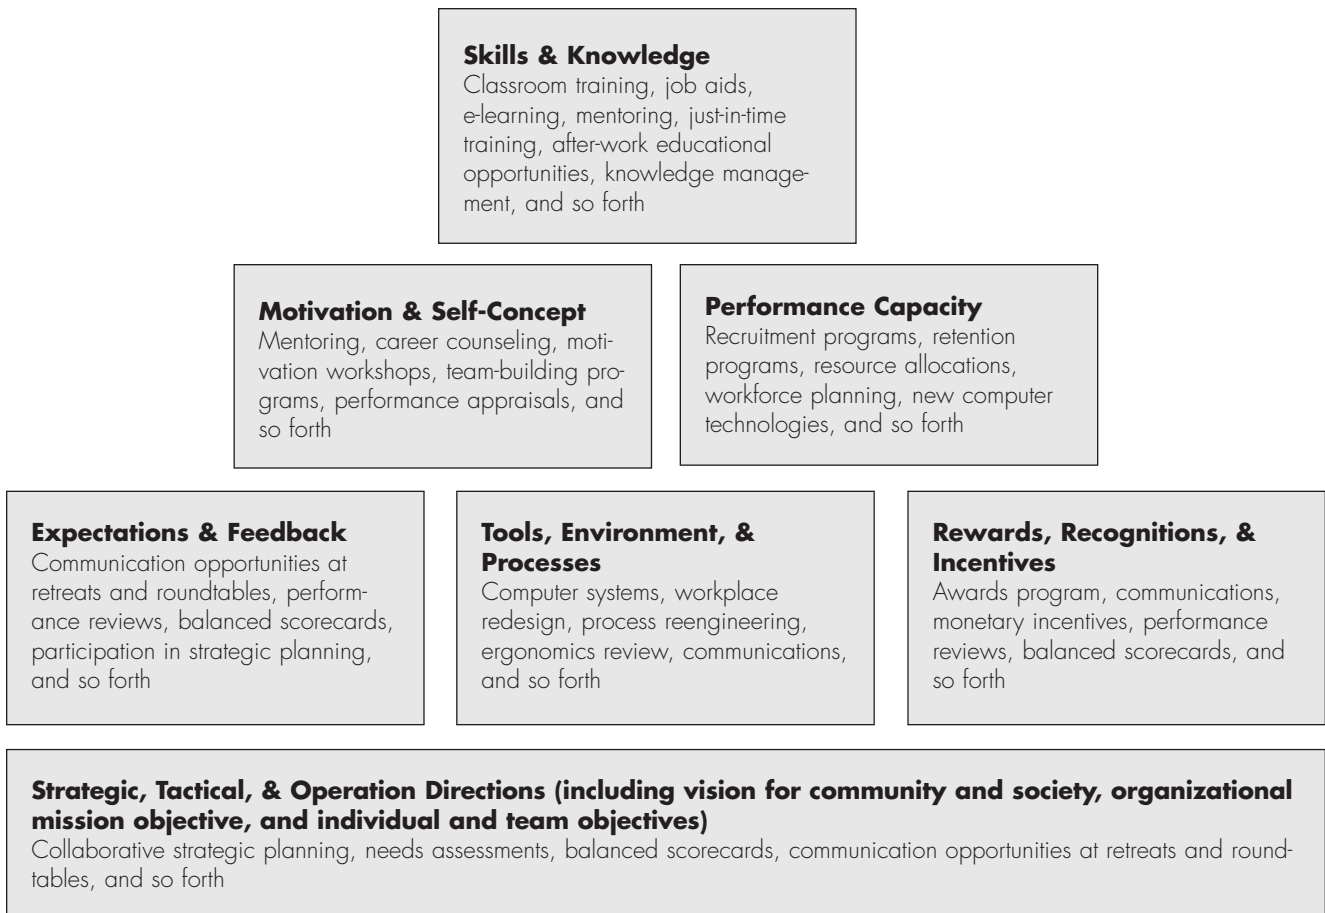 Skills & Knowledge
Classroom training, job aids,
e-learning, mentoring, just-in-time
training, after-work educational
opportunities, knowledge manage-
ment, and so forth
Motivation & Self-Concept
Mentoring, career counseling, moti-
vation workshops, team-building pro-
grams, performance appraisals, and
so forth
Performance Capacity
Recruitment programs, retention
programs, resource allocations,
workforce planning, new computer
technologies, and so forth
Expectations & Feedback
Communication opportunities at
retreats and roundtables, perform-
ance reviews, balanced scorecards,
participation in strategic planning,
and so forth
Tools, Environment, &
Processes
Computer systems, workplace
redesign, process reengineering,
ergonomics review, communications,
and so forth
Rewards, Recognitions, &
Incentives
Awards program, communications,
monetary incentives, performance
reviews, balanced scorecards, and
so forth
Strategic, Tactical, & Operation Directions (including vision for community and society, organizational
mission objective, and individual and team objectives)
Collaborative strategic planning, needs assessments, balanced scorecards, communication opportunities at retreats and round-
tables, and so forth